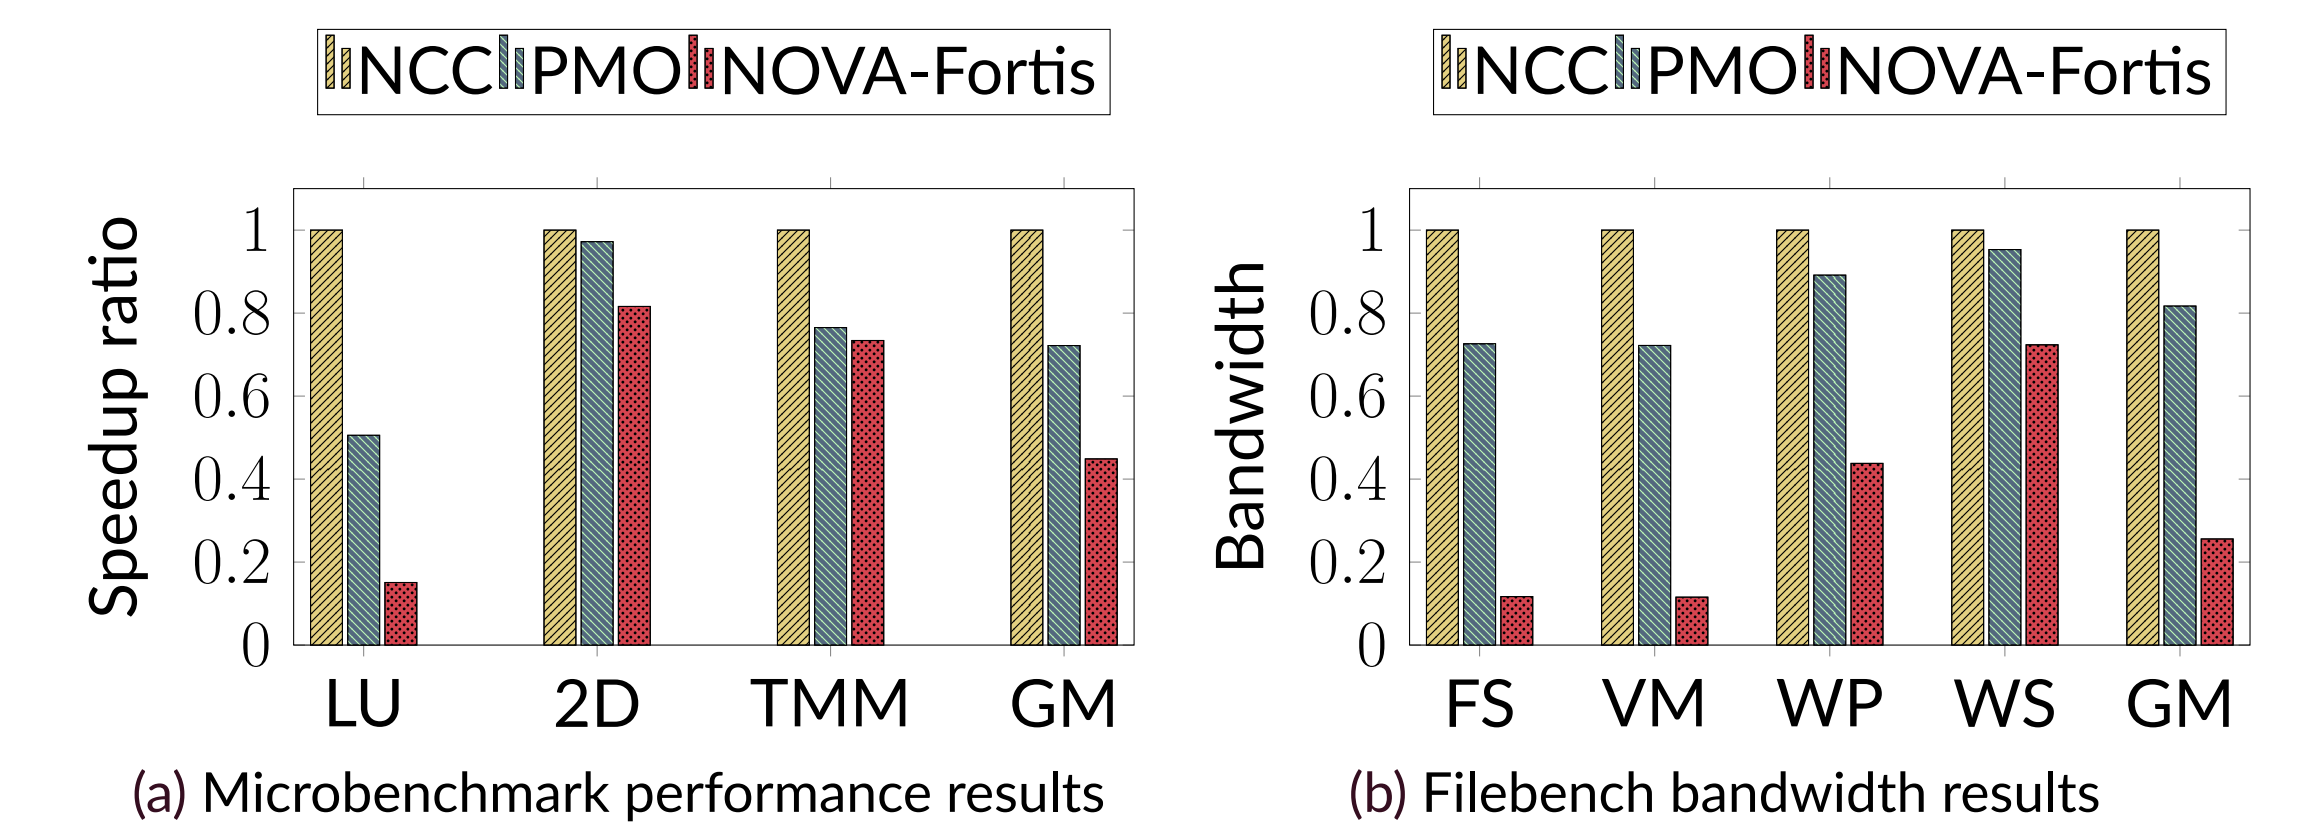 NCC PMO NOVA-Fortis
Speedup ratio
1
0.8
0.6
0.4
0.2
0
LU 2D TMM GM
(a) Microbenchmark performance results
NCC PMO NOVA-Fortis
Bandwidth
1
0.8
0.6
0.4
0.2
0
FS VM WP WS GM
(b) Filebench bandwidth results